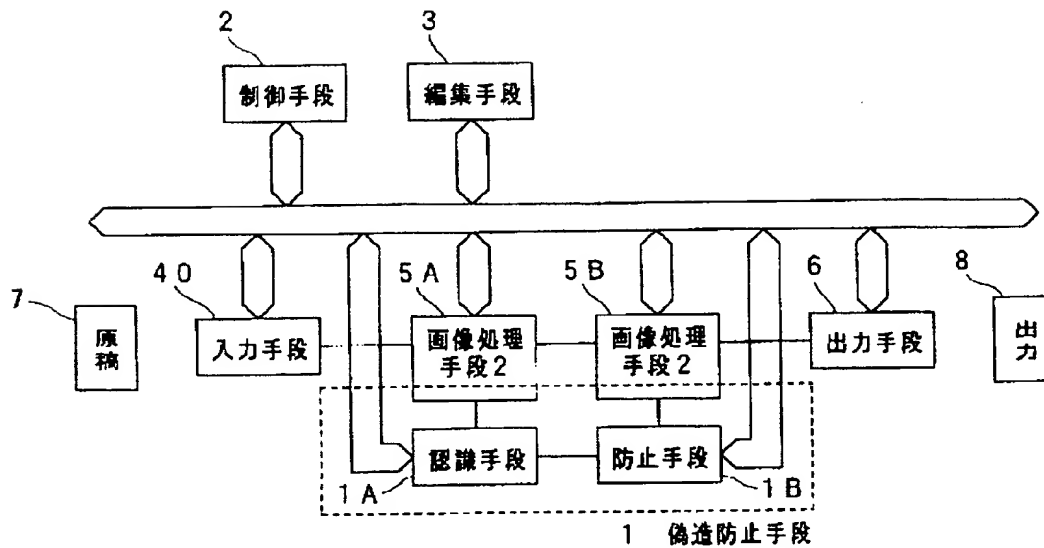 2
3
制御手段
編集手段
7
40
5A
5B
6
8
原稿
入力手段
画像処理
手段2
画像処理
手段2
出力手段
出力
認識手段
防止手段
1A
1B
1 偽造防止手段